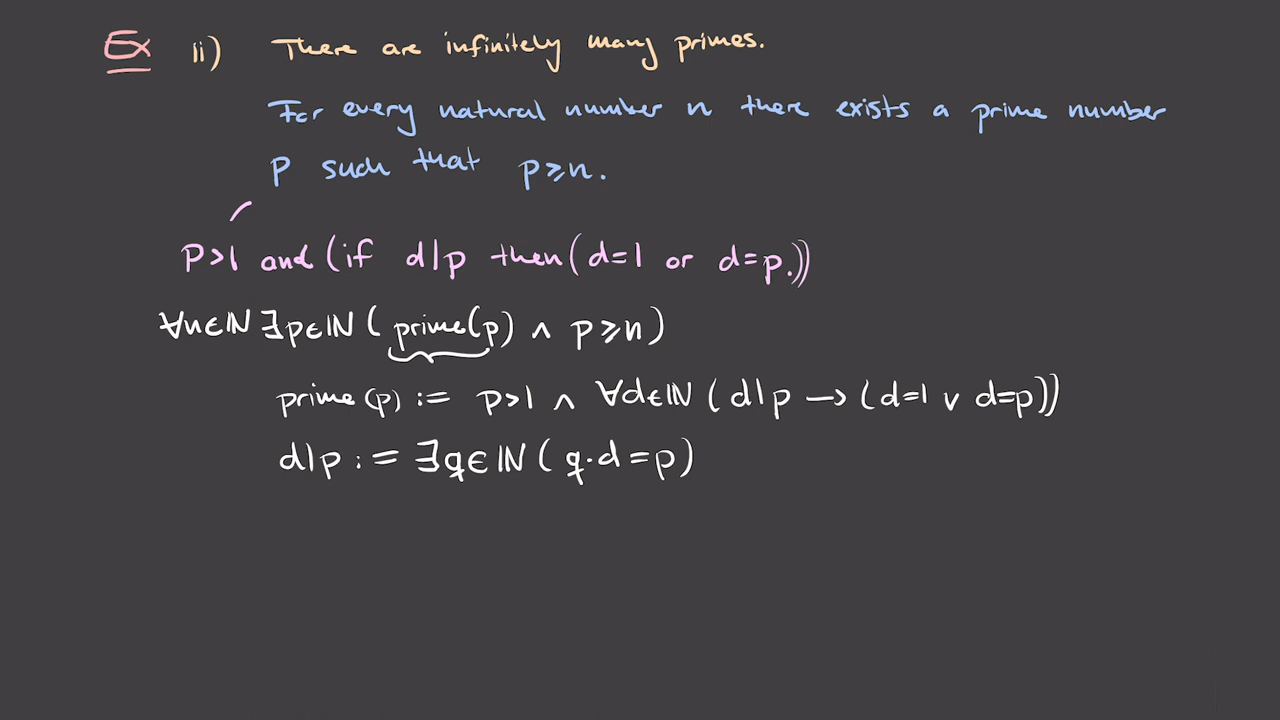 Ex ii) There are infinitely many primes.
For every natural number n there exists a prime number
p such that p≥n.
p>1 and (if d|p then (d=1 or d=p.))
∀n∈ℕ ∃p∈ℕ ( prime(p) ∧ p≥n )
prime(p) := p>1 ∧ ∀d∈ℕ ( d|p → (d=1 ∨ d=p))
d|p := ∃q∈ℕ ( q·d=p)